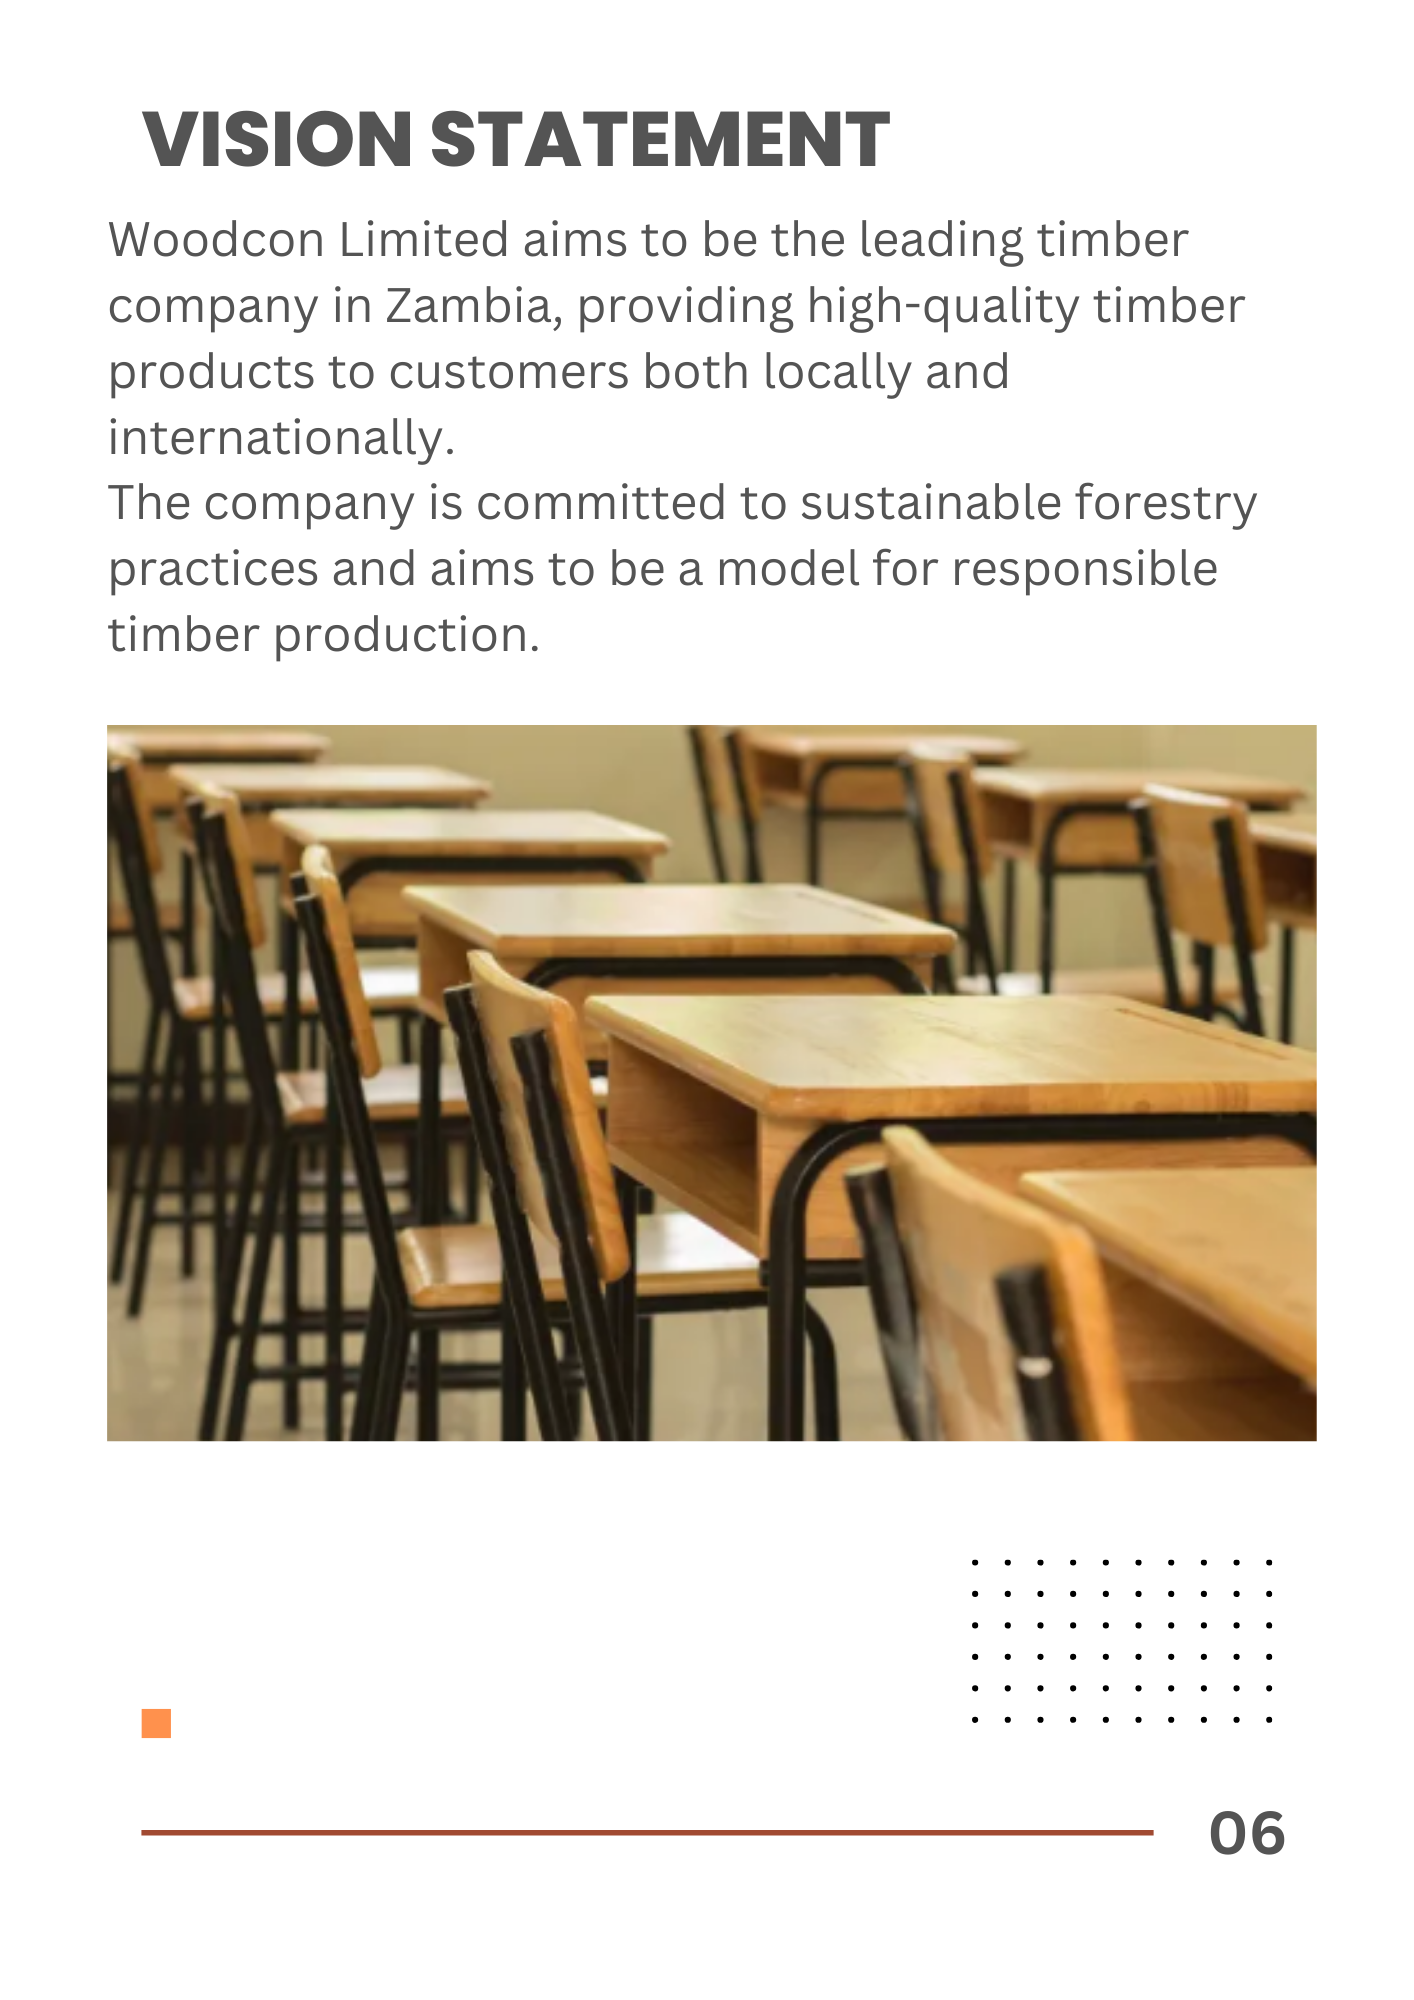 VISION STATEMENT
Woodcon Limited aims to be the leading timber
company in Zambia, providing high-quality timber
products to customers both locally and
internationally.
The company is committed to sustainable forestry
practices and aims to be a model for responsible
timber production.
06